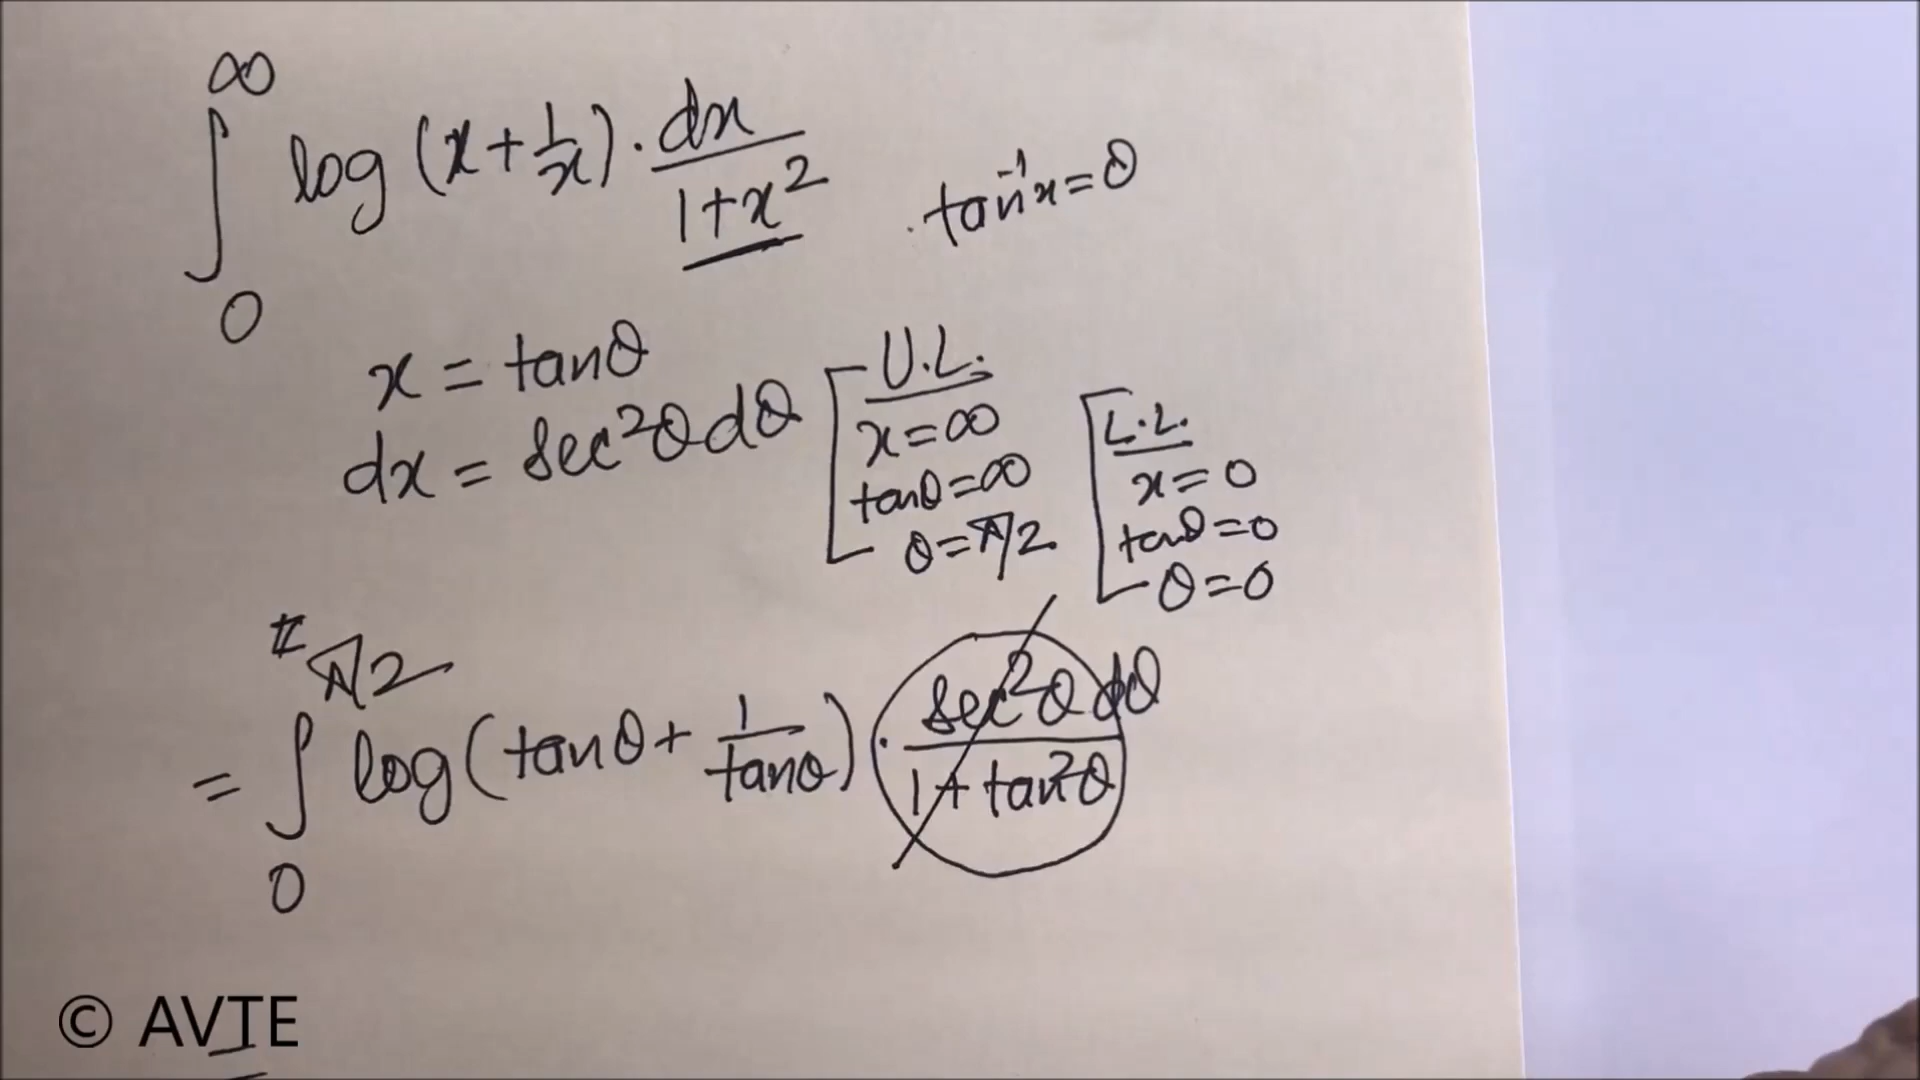 ∫₀^∞ log (x + 1/x) · dx / 1+x²
tan⁻¹x = θ
x = tanθ
dx = sec²θ dθ
U.L.
x = ∞
tanθ = ∞
θ = π/2
L.L.
x = 0
tanθ = 0
θ = 0
= ∫₀^π/2 log (tanθ + 1/tanθ) · sec²θ dθ / 1 + tan²θ
© AVTE